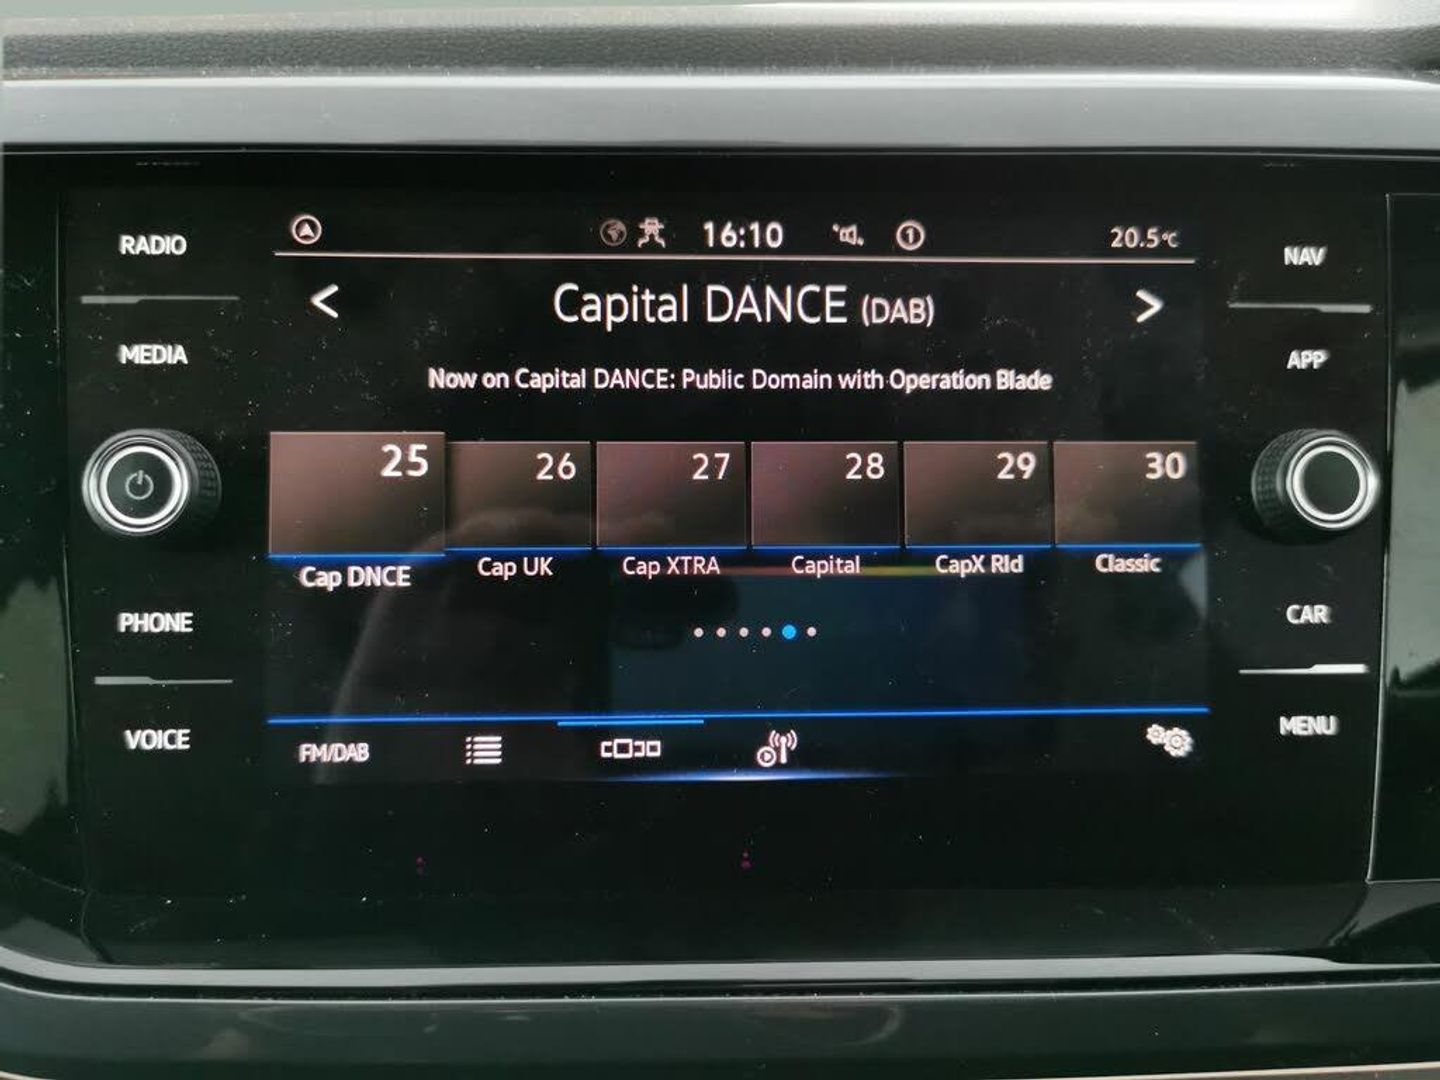 RADIO
MEDIA
PHONE
VOICE
16:10
1
20.5°C
< Capital DANCE (DAB) >
Now on Capital DANCE: Public Domain with Operation Blade
25 26 27 28 29 30
Cap DNCE Cap UK Cap XTRA Capital CapX Rld Classic
FM/DAB
NAV
APP
CAR
MENU